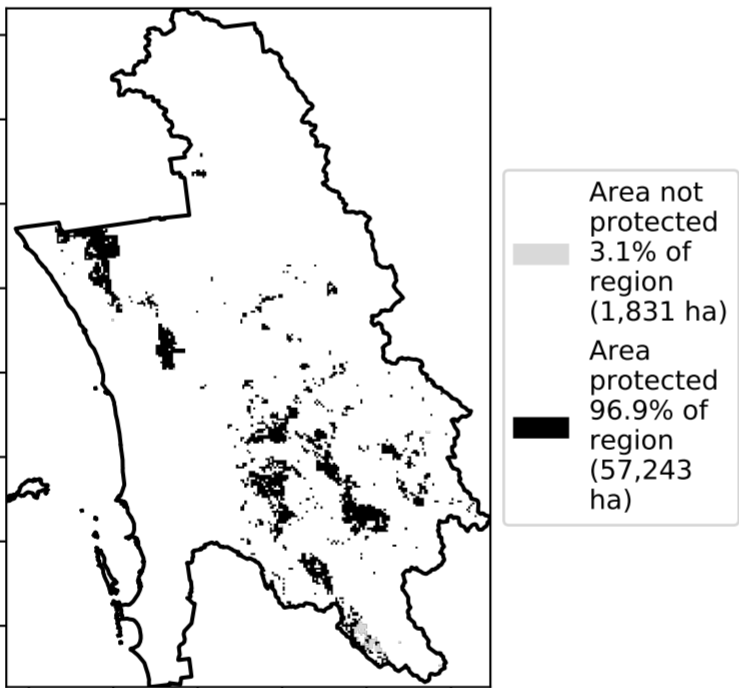 Area not
protected
3.1% of
region
(1,831 ha)
Area
protected
96.9% of
region
(57,243
ha)